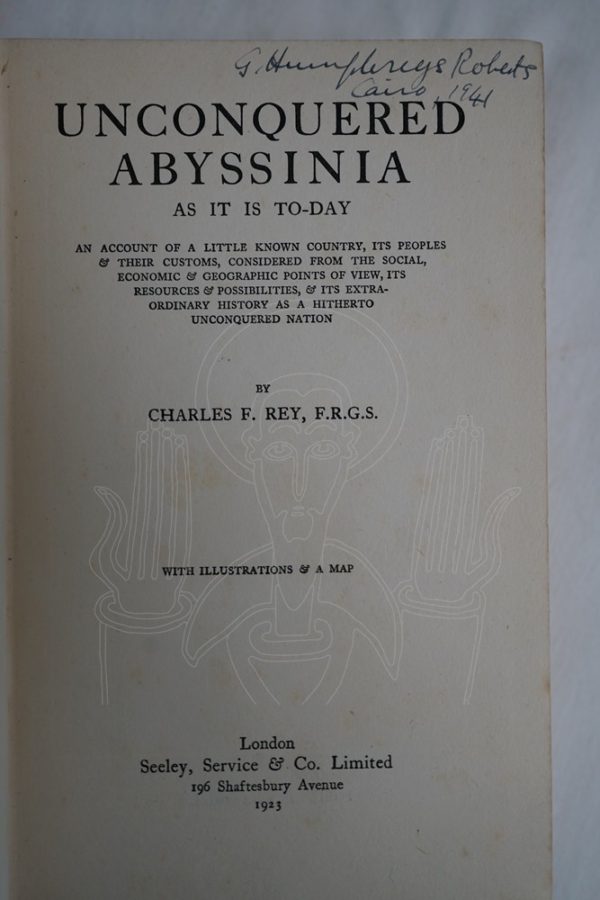 G. Humphreys Roberts
Cairo, 1941
UNCONQUERED
ABYSSINIA
AS IT IS TO-DAY
AN ACCOUNT OF A LITTLE KNOWN COUNTRY, ITS PEOPLES
& THEIR CUSTOMS, CONSIDERED FROM THE SOCIAL,
ECONOMIC & GEOGRAPHIC POINTS OF VIEW, ITS
RESOURCES & POSSIBILITIES, & ITS EXTRA-
ORDINARY HISTORY AS A HITHERTO
UNCONQUERED NATION
BY
CHARLES F. REY, F.R.G.S.
WITH ILLUSTRATIONS & A MAP
London
Seeley, Service & Co. Limited
196 Shaftesbury Avenue
1923